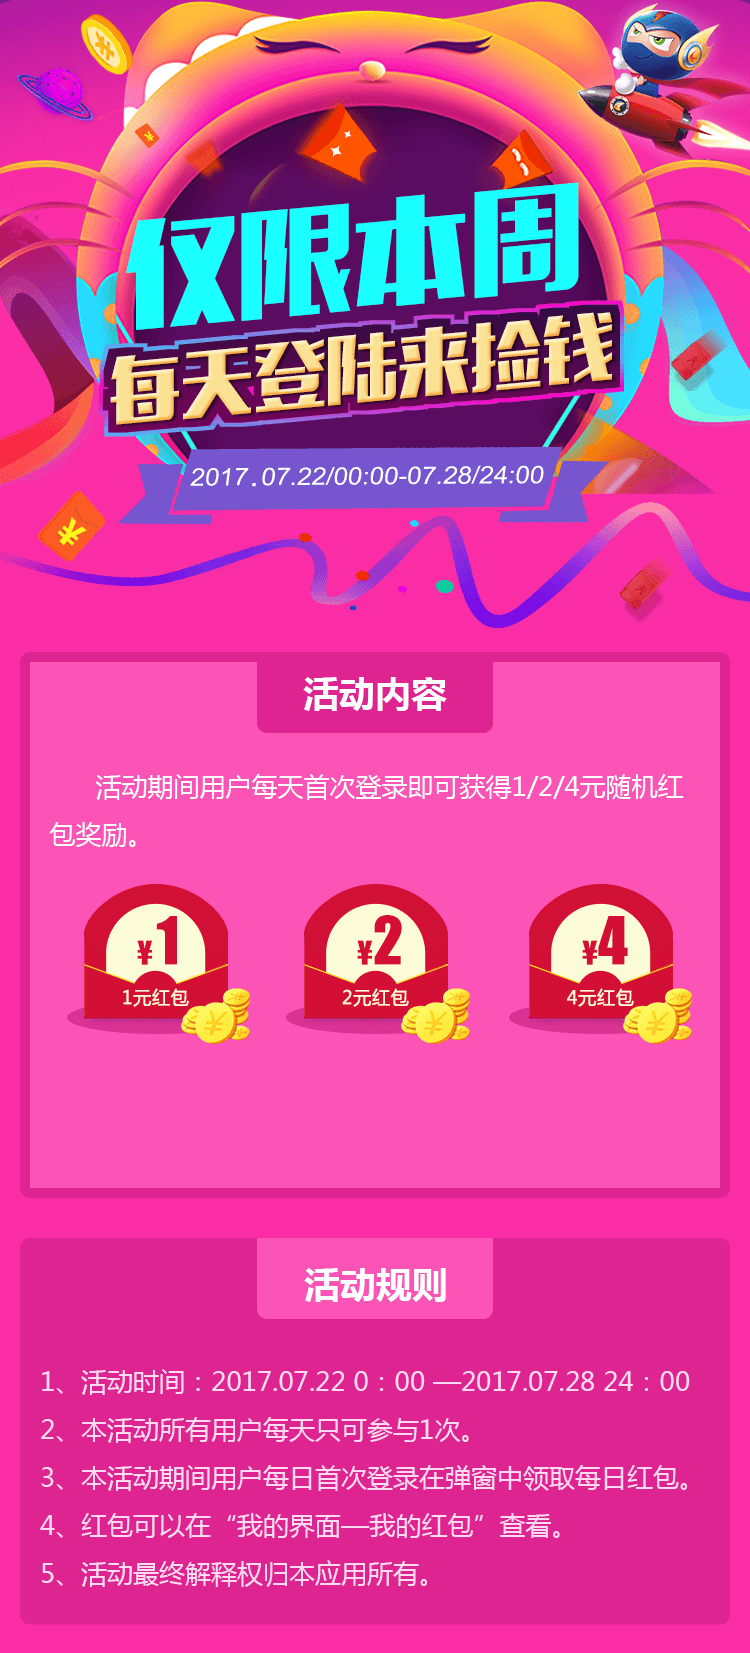 仅限本周
每天登陆来捡钱
2017.07.22/00:00-07.28/24:00
活动内容
活动期间用户每天首次登录即可获得1/2/4元随机红
包奖励。
¥1
1元红包
¥2
2元红包
¥4
4元红包
活动规则
1、活动时间：2017.07.22 0：00 —2017.07.28 24：00
2、本活动所有用户每天只可参与1次。
3、本活动期间用户每日首次登录在弹窗中领取每日红包。
4、红包可以在“我的界面—我的红包”查看。
5、活动最终解释权归本应用所有。